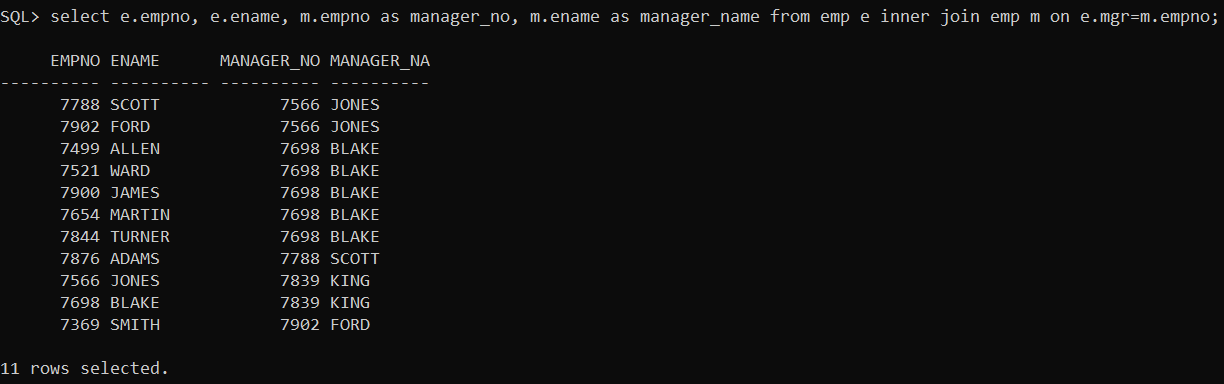 SQL> select e.empno, e.ename, m.empno as manager_no, m.ename as manager_name from emp e inner join emp m on e.mgr=m.empno;
EMPNO ENAME MANAGER_NO MANAGER_NA
---------- ---------- ---------- ----------
7788 SCOTT 7566 JONES
7902 FORD 7566 JONES
7499 ALLEN 7698 BLAKE
7521 WARD 7698 BLAKE
7900 JAMES 7698 BLAKE
7654 MARTIN 7698 BLAKE
7844 TURNER 7698 BLAKE
7876 ADAMS 7788 SCOTT
7566 JONES 7839 KING
7698 BLAKE 7839 KING
7369 SMITH 7902 FORD
11 rows selected.